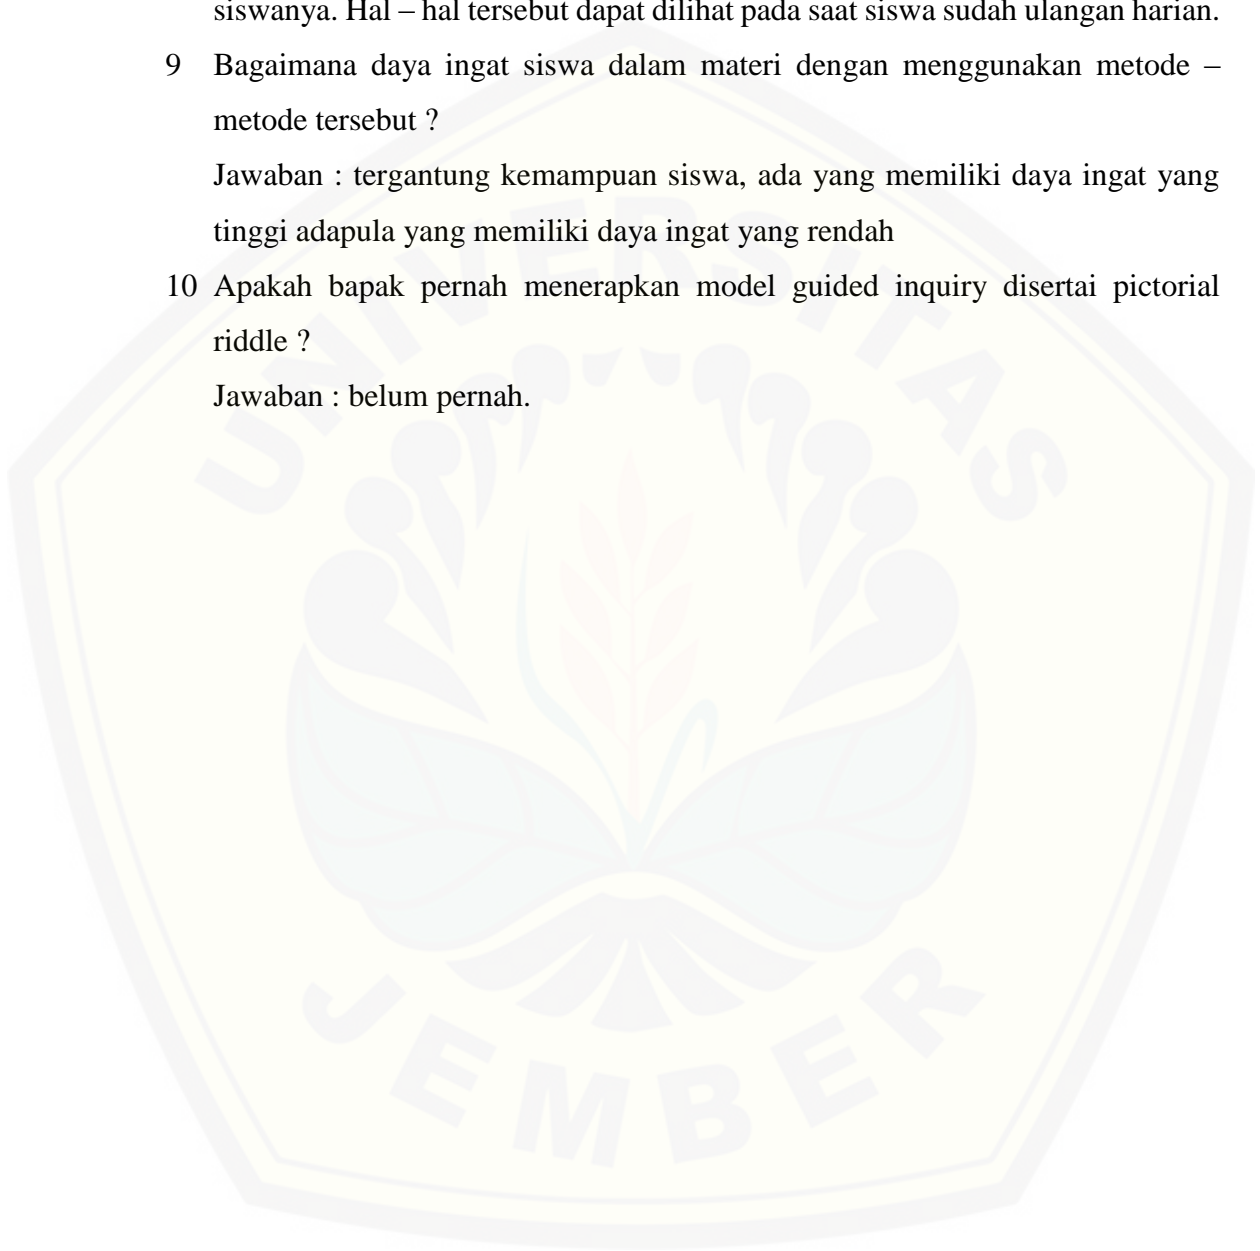 siswanya. Hal – hal tersebut dapat dilihat pada saat siswa sudah ulangan harian.
9 Bagaimana daya ingat siswa dalam materi dengan menggunakan metode –
metode tersebut ?
Jawaban : tergantung kemampuan siswa, ada yang memiliki daya ingat yang
tinggi adapula yang memiliki daya ingat yang rendah
10 Apakah bapak pernah menerapkan model guided inquiry disertai pictorial
riddle ?
Jawaban : belum pernah.
UNIVERSITAS
JEMBER